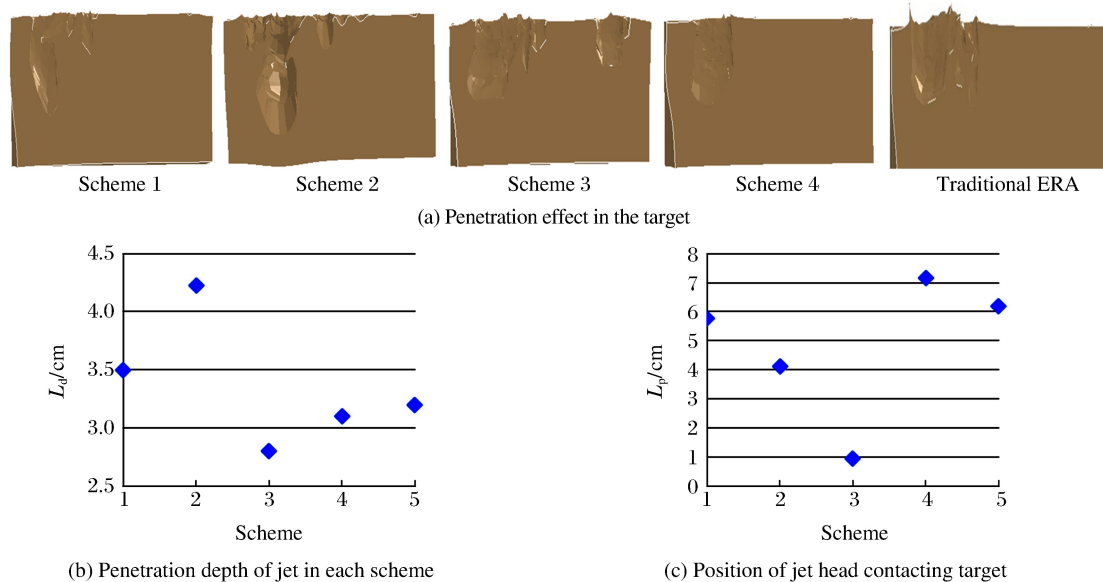 Scheme 1
Scheme 2
Scheme 3
Scheme 4
Traditional ERA
(a) Penetration effect in the target
4.5
4.0
3.5
3.0
2.5
L_d/cm
1 2 3 4 5
Scheme
(b) Penetration depth of jet in each scheme
8
7
6
5
4
3
2
1
0
L_p/cm
1 2 3 4 5
Scheme
(c) Position of jet head contacting target